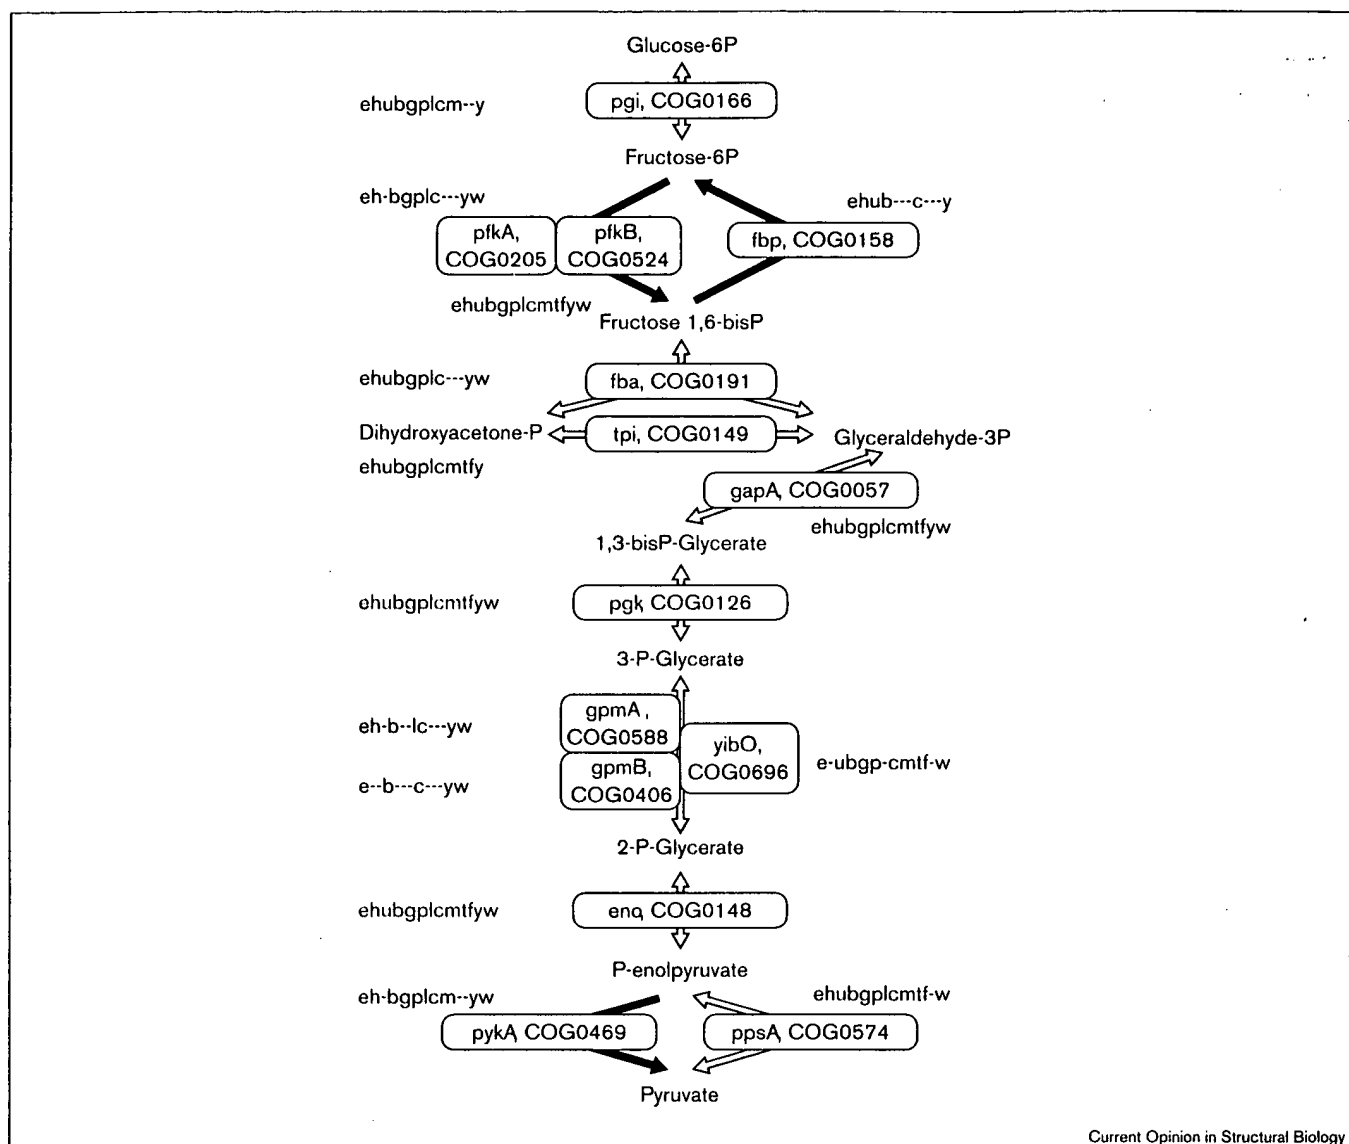 Glucose-6P
ehubgplcm--y
pgi, COG0166
Fructose-6P
eh-bgplc---yw
ehub---c---y
pfkA,
COG0205
pfkB,
COG0524
fbp, COG0158
ehubgplcmtfyw
Fructose 1,6-bisP
ehubgplc---yw
fba, COG0191
Dihydroxyacetone-P
tpi, COG0149
Glyceraldehyde-3P
ehubgplcmtfy
gapA, COG0057
ehubgplcmtfyw
1,3-bisP-Glycerate
ehubgplcmtfyw
pgk, COG0126
3-P-Glycerate
eh-b--lc---yw
gpmA,
COG0588
yibO,
COG0696
e-ubgp-cmtf-w
e--b---c---yw
gpmB,
COG0406
2-P-Glycerate
ehubgplcmtfyw
eno, COG0148
P-enolpyruvate
eh-bgplcm--yw
ehubgplcmtf-w
pykA, COG0469
ppsA, COG0574
Pyruvate
Current Opinion in Structural Biology